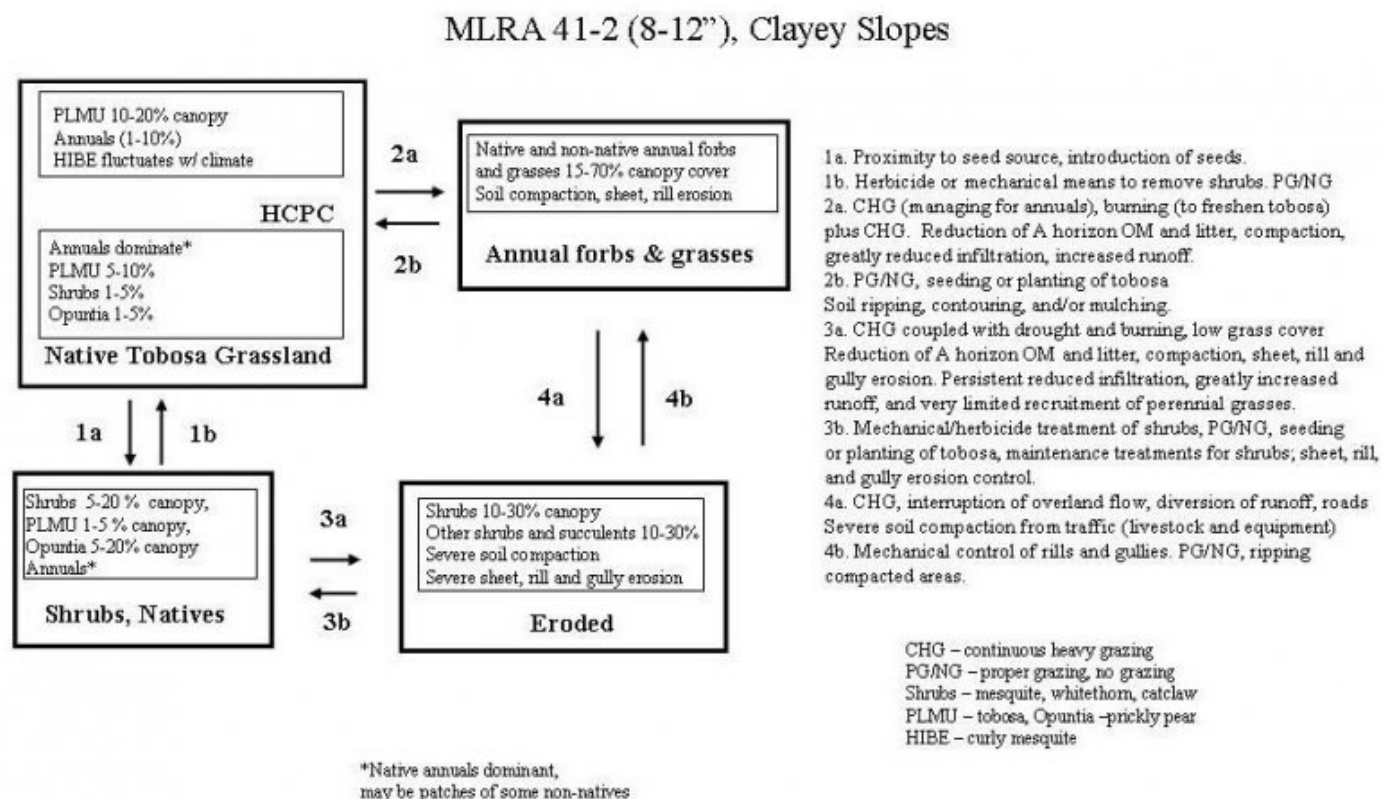 MLRA 41-2 (8-12”), Clayey Slopes
PLMU 10-20% canopy
Annuals (1-10%)
HIBE fluctuates w/ climate
HCPC
Annuals dominate*
PLMU 5-10%
Shrubs 1-5%
Opuntia 1-5%
Native Tobosa Grassland
2a
2b
Native and non-native annual forbs
and grasses 15-70% canopy cover
Soil compaction, sheet, rill erosion
Annual forbs & grasses
1a
1b
4a
4b
Shrubs 5-20 % canopy,
PLMU 1-5 % canopy,
Opuntia 5-20% canopy
Annuals*
Shrubs, Natives
3a
3b
Shrubs 10-30% canopy
Other shrubs and succulents 10-30%
Severe soil compaction
Severe sheet, rill and gully erosion
Eroded
1a. Proximity to seed source, introduction of seeds.
1b. Herbicide or mechanical means to remove shrubs. PG/NG
2a. CHG (managing for annuals), burning (to freshen tobosa)
plus CHG. Reduction of A horizon OM and litter, compaction,
greatly reduced infiltration, increased runoff.
2b. PG/NG, seeding or planting of tobosa
Soil ripping, contouring, and/or mulching.
3a. CHG coupled with drought and burning, low grass cover
Reduction of A horizon OM and litter, compaction, sheet, rill and
gully erosion. Persistent reduced infiltration, greatly increased
runoff, and very limited recruitment of perennial grasses.
3b. Mechanical/herbicide treatment of shrubs, PG/NG, seeding
or planting of tobosa, maintenance treatments for shrubs; sheet, rill,
and gully erosion control.
4a. CHG, interruption of overland flow, diversion of runoff, roads
Severe soil compaction from traffic (livestock and equipment)
4b. Mechanical control of rills and gullies. PG/NG, ripping
compacted areas.
CHG – continuous heavy grazing
PG/NG – proper grazing, no grazing
Shrubs – mesquite, whitethorn, catclaw
PLMU – tobosa, Opuntia –prickly pear
HIBE – curly mesquite
*Native annuals dominant,
may be patches of some non-natives